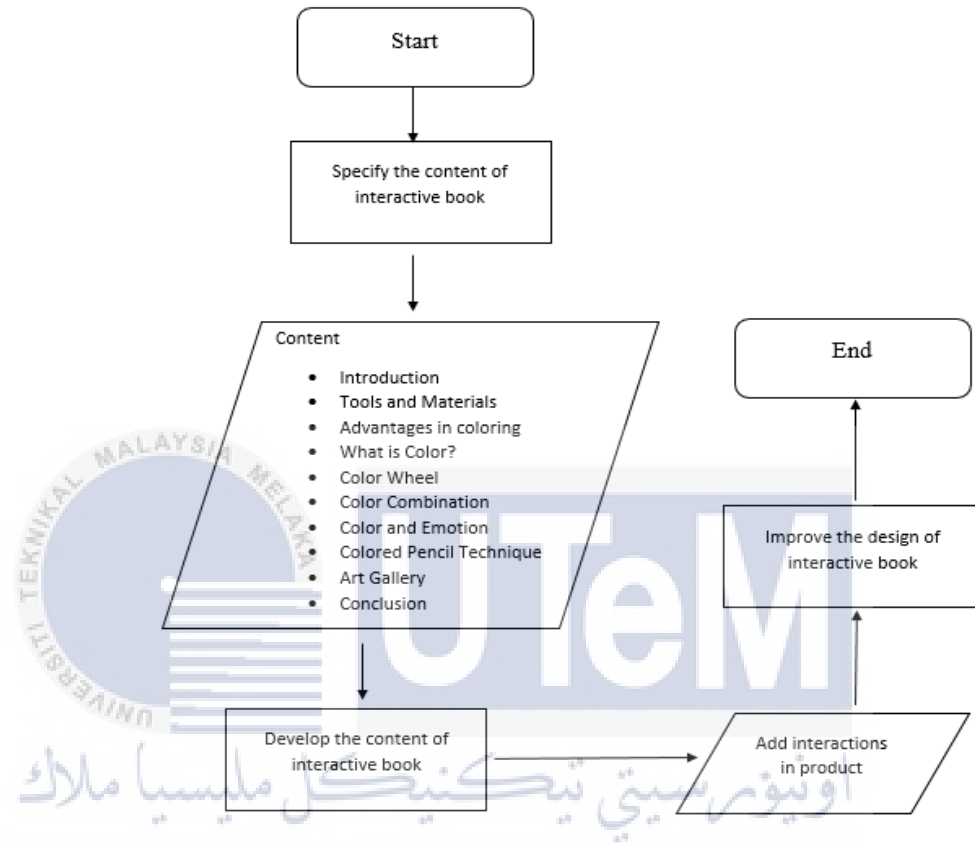 Start
Specify the content of
interactive book
Content
• Introduction
• Tools and Materials
• Advantages in coloring
• What is Color?
• Color Wheel
• Color Combination
• Color and Emotion
• Colored Pencil Technique
• Art Gallery
• Conclusion
Develop the content of
interactive book
Add interactions
in product
Improve the design of
interactive book
End
UNIVERSITI TEKNIKAL MALAYSIA MELAKA
UTeM
اونيۏرسيتي تيكنيكل مليسيا ملاك